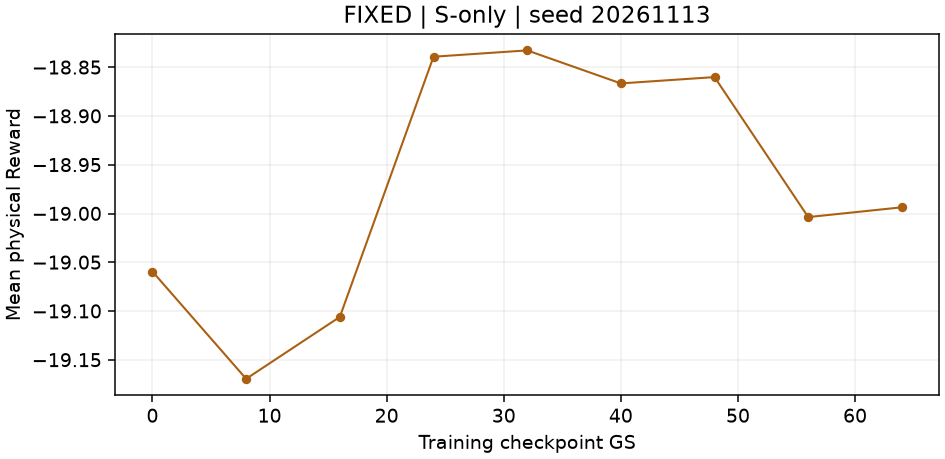 FIXED | S-only | seed 20261113
Mean physical Reward
−18.85
−18.90
−18.95
−19.00
−19.05
−19.10
−19.15
0 10 20 30 40 50 60
Training checkpoint GS